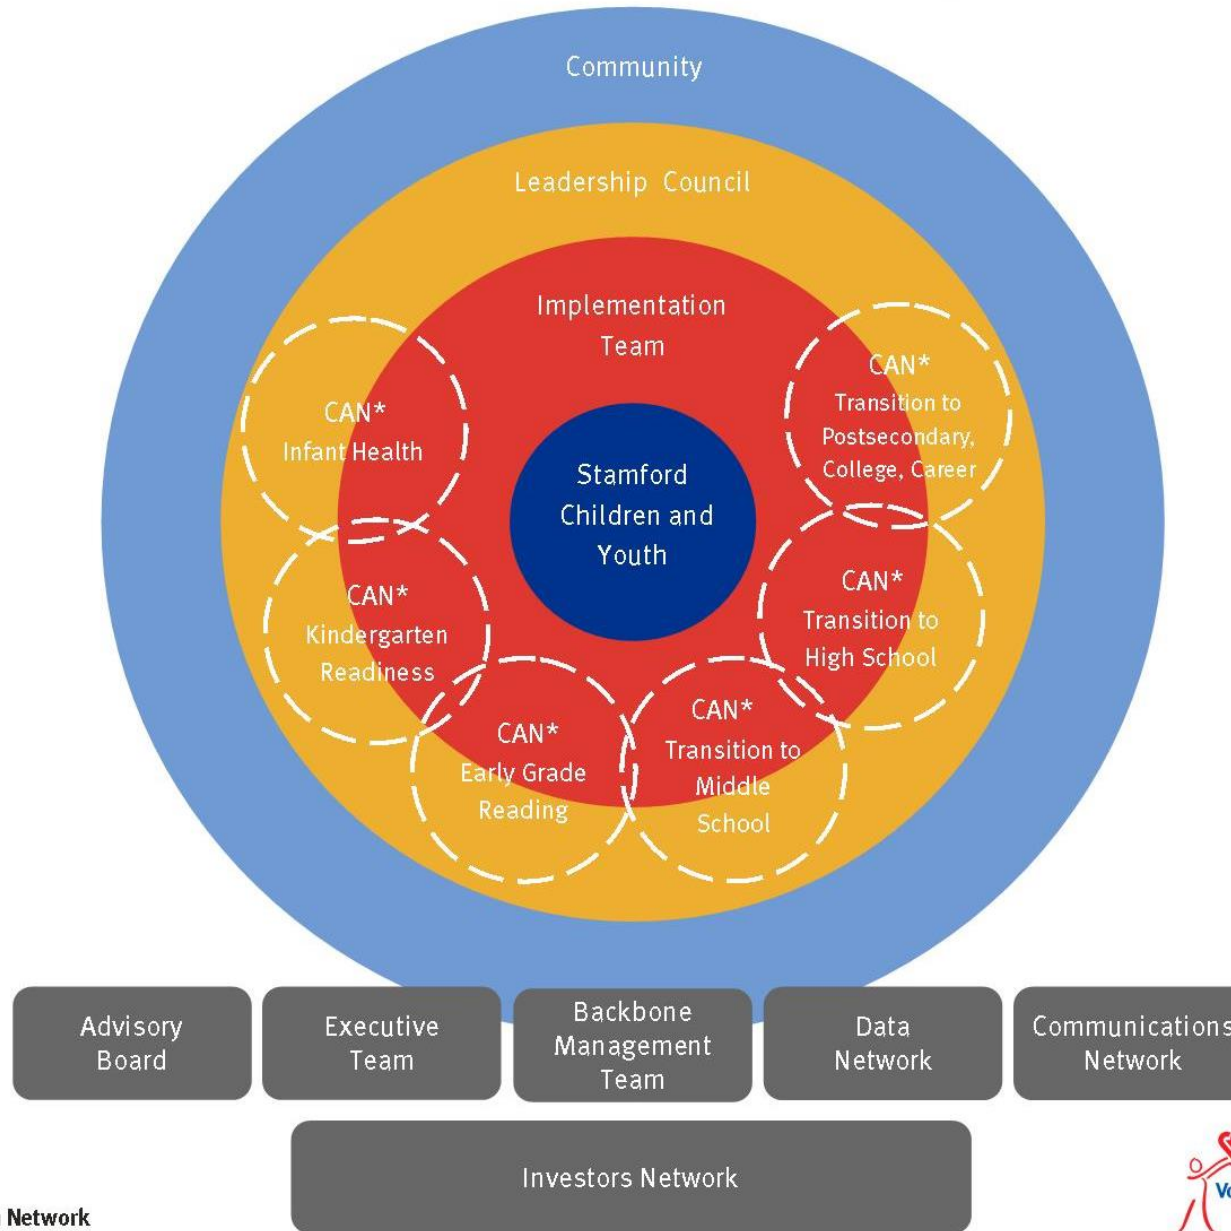 Community
Leadership Council
Implementation
Team
CAN*
Infant Health
CAN*
Transition to
Postsecondary,
College, Career
Stamford
Children and
Youth
CAN*
Kindergarten
Readiness
CAN*
Transition to
High School
CAN*
Early Grade
Reading
CAN*
Transition to
Middle
School
Advisory
Board
Executive
Team
Backbone
Management
Team
Data
Network
Communications
Network
Investors Network
Network